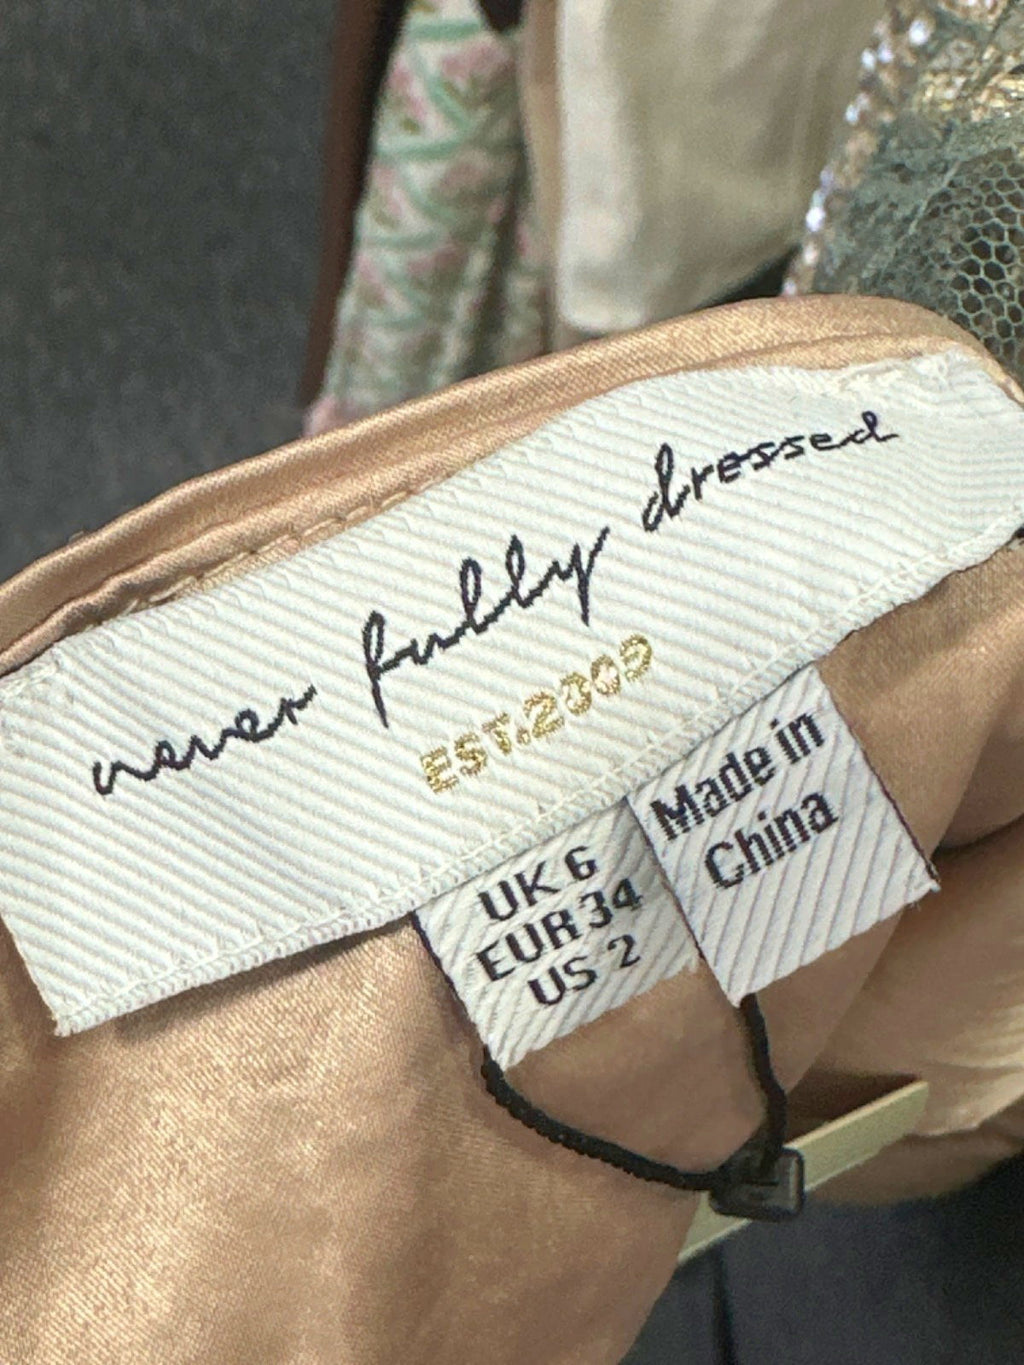 never fully dressed
EST.2009
UK 6
EUR 34
US 2
Made in
China